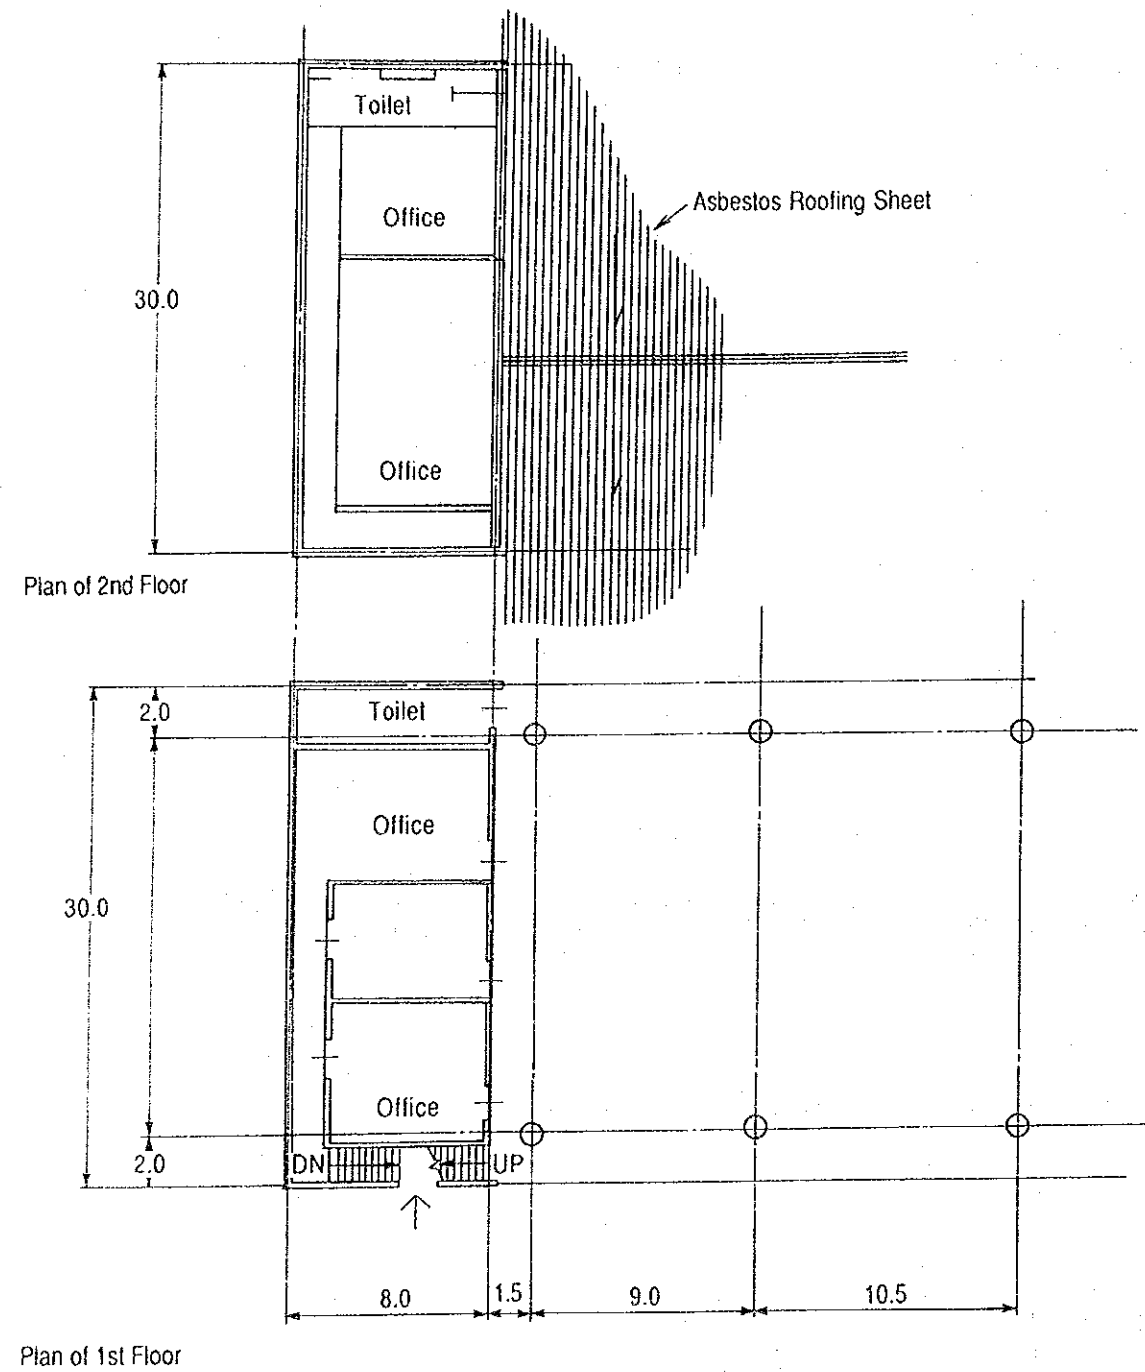 Toilet
Asbestos Roofing Sheet
Office
30.0
Office
Plan of 2nd Floor
2.0
Toilet
Office
30.0
Office
2.0
DN
UP
8.0
1.5
9.0
10.5
Plan of 1st Floor